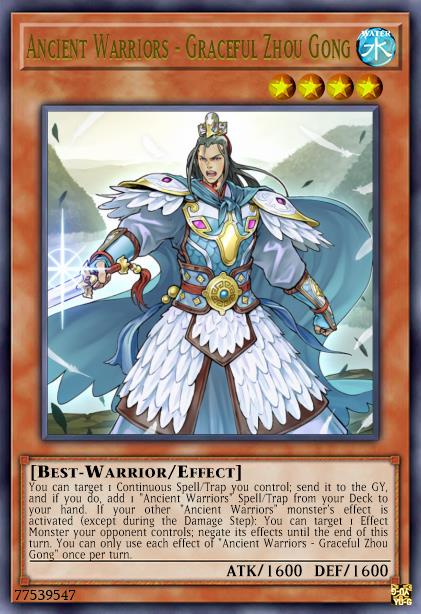 Ancient Warriors - Graceful Zhou Gong
WATER
水
[Best-Warrior/Effect]
You can target 1 Continuous Spell/Trap you control; send it to the GY,
and if you do, add 1 "Ancient Warriors" Spell/Trap from your Deck to
your hand. If your other "Ancient Warriors" monster's effect is
activated (except during the Damage Step): You can target 1 Effect
Monster your opponent controls; negate its effects until the end of this
turn. You can only use each effect of "Ancient Warriors - Graceful Zhou
Gong" once per turn.
ATK/1600 DEF/1600
77539547